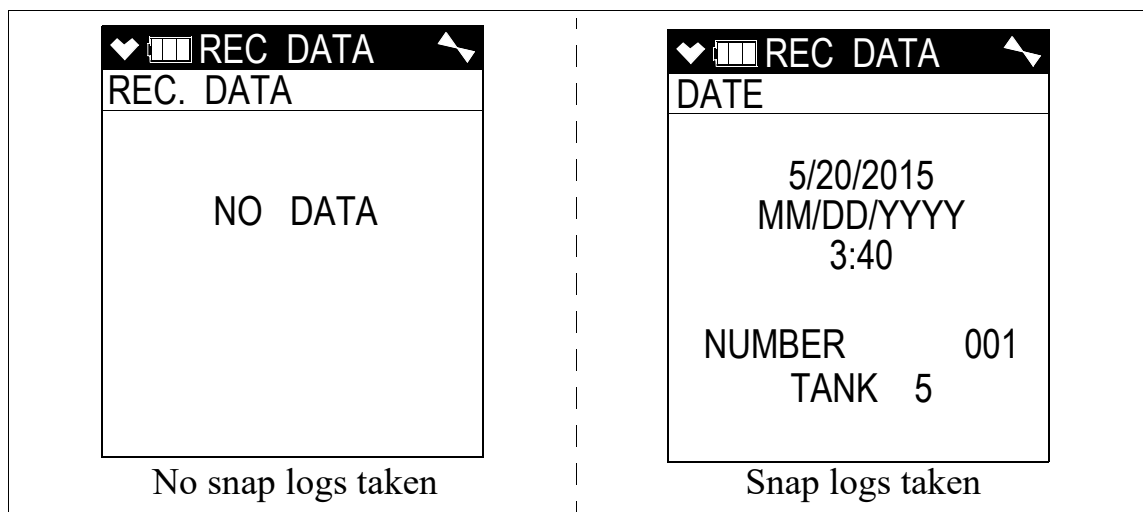 REC DATA
REC. DATA
NO DATA
No snap logs taken
REC DATA
DATE
5/20/2015
MM/DD/YYYY
3:40
NUMBER 001
TANK 5
Snap logs taken